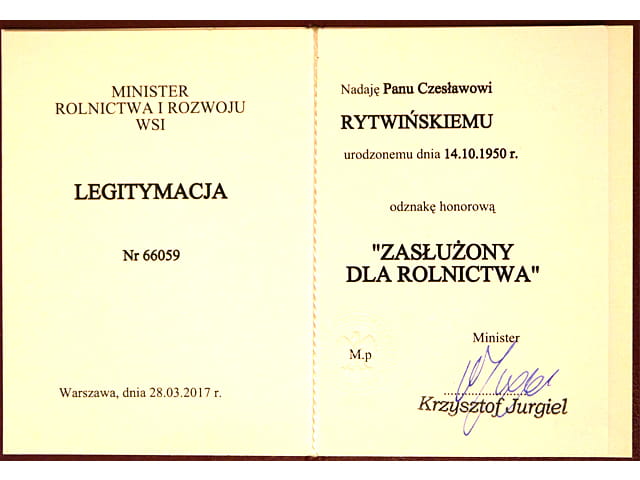 MINISTER
ROLNICTWA I ROZWOJU
WSI
LEGITYMACJA
Nr 66059
Warszawa, dnia 28.03.2017 r.
Nadaję Panu Czesławowi
RYTWIŃSKIEMU
urodzonemu dnia 14.10.1950 r.
odznakę honorową
"ZASŁUŻONY
DLA ROLNICTWA"
Minister
M.p
Krzysztof Jurgiel